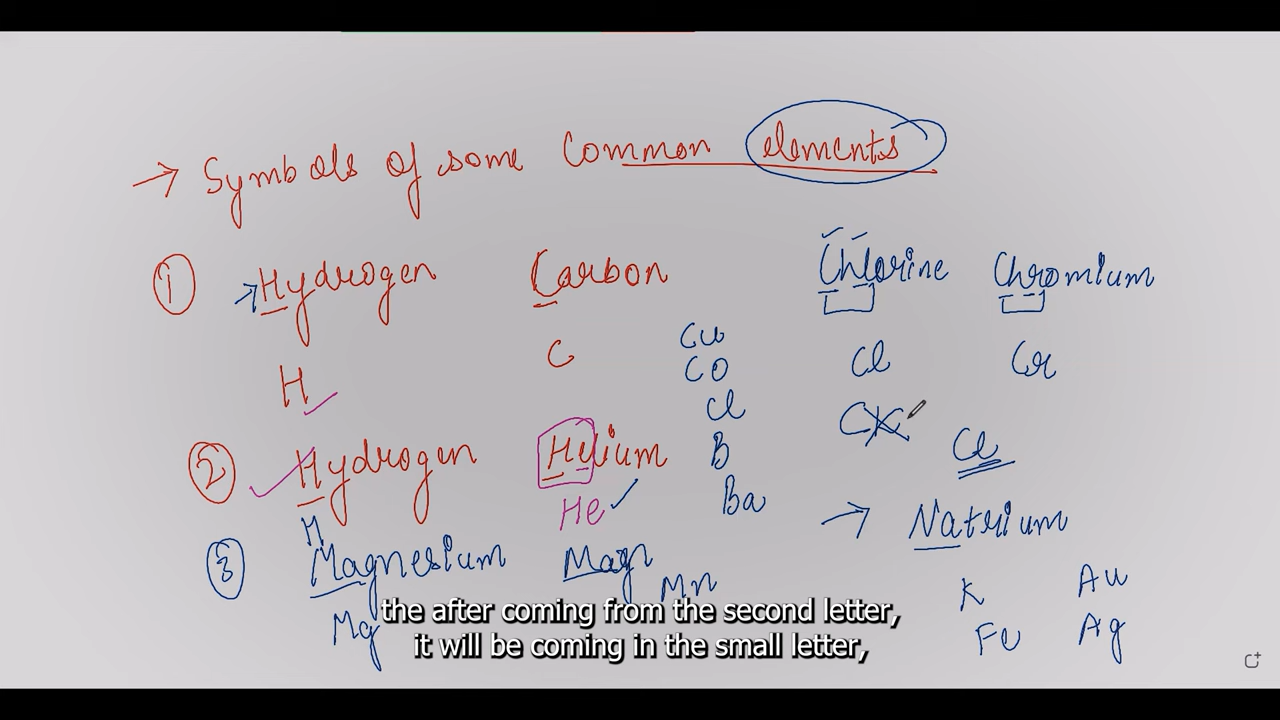 → Symbols of some Common elements
① → Hydrogen Carbon Chlorine Chromium
H C Cu Cl Cr
CO
Cl C Cl
② Hydrogen Helium B
H He Ba → Natrium
③ Magnesium Magn
Mg Mn K Au
Fe Ag
the after coming from the second letter,
it will be coming in the small letter,